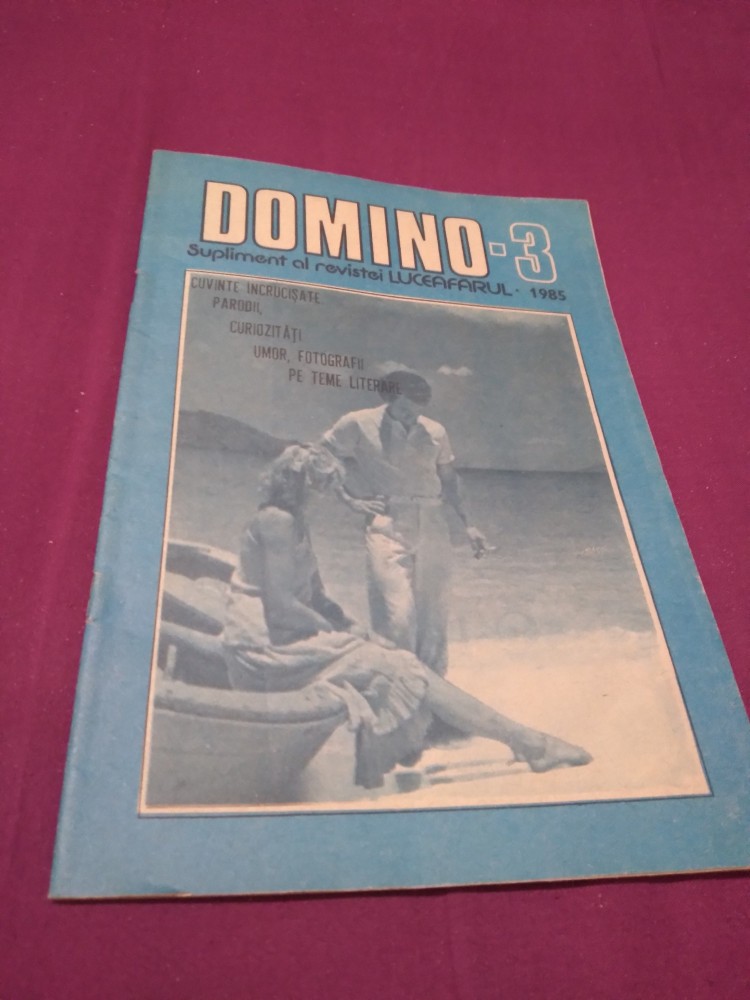 DOMINO·3
Supliment al revistei LUCEAFARUL· 1985
CUVINTE INCRUCIȘATE
PARODII,
CURIOZITĂȚI
UMOR, FOTOGRAFII
PE TEME LITERARE